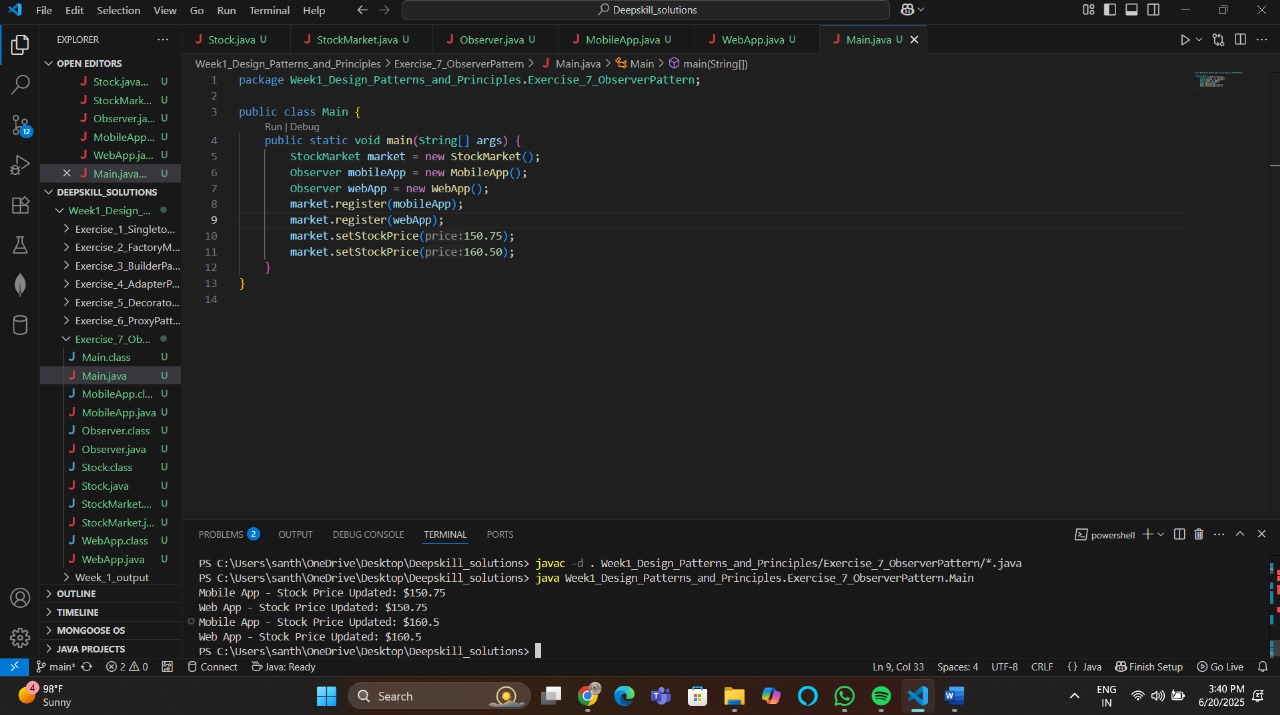 File Edit Selection View Go Run Terminal Help
Deepskill_solutions
EXPLORER
OPEN EDITORS
Stock.java... U
StockMark... U
Observer.ja... U
MobileApp... U
WebApp.ja... U
Main.java... U
DEEPSKILL_SOLUTIONS
Week1_Design_...
Exercise_1_Singleto...
Exercise_2_FactoryM...
Exercise_3_BuilderPa...
Exercise_4_AdapterP...
Exercise_5_Decorato...
Exercise_6_ProxyPatt...
Exercise_7_Ob...
Main.class U
Main.java U
MobileApp.cl... U
MobileApp.java U
Observer.class U
Observer.java U
Stock.class U
Stock.java U
StockMarket.... U
StockMarket.j... U
WebApp.class U
WebApp.java U
Week_1_output
OUTLINE
TIMELINE
MONGOOSE OS
JAVA PROJECTS
12
Stock.java U StockMarket.java U Observer.java U MobileApp.java U WebApp.java U Main.java U
Week1_Design_Patterns_and_Principles > Exercise_7_ObserverPattern > Main.java > Main > main(String[])
1 package Week1_Design_Patterns_and_Principles.Exercise_7_ObserverPattern;
2
3 public class Main {
Run | Debug
4 public static void main(String[] args) {
5 StockMarket market = new StockMarket();
6 Observer mobileApp = new MobileApp();
7 Observer webApp = new WebApp();
8 market.register(mobileApp);
9 market.register(webApp);
10 market.setStockPrice(price:150.75);
11 market.setStockPrice(price:160.50);
12 }
13 }
14
PROBLEMS 2 OUTPUT DEBUG CONSOLE TERMINAL PORTS
powershell
PS C:\Users\santh\OneDrive\Desktop\Deepskill_solutions> javac -d . Week1_Design_Patterns_and_Principles/Exercise_7_ObserverPattern/*.java
PS C:\Users\santh\OneDrive\Desktop\Deepskill_solutions> java Week1_Design_Patterns_and_Principles.Exercise_7_ObserverPattern.Main
Mobile App - Stock Price Updated: $150.75
Web App - Stock Price Updated: $150.75
Mobile App - Stock Price Updated: $160.5
Web App - Stock Price Updated: $160.5
PS C:\Users\santh\OneDrive\Desktop\Deepskill_solutions>
main* 2 0 Connect Java: Ready Ln 9, Col 33 Spaces: 4 UTF-8 CRLF {} Java Finish Setup Go Live
4 98°F
Sunny
Search
ENG
IN
3:40 PM
6/20/2025